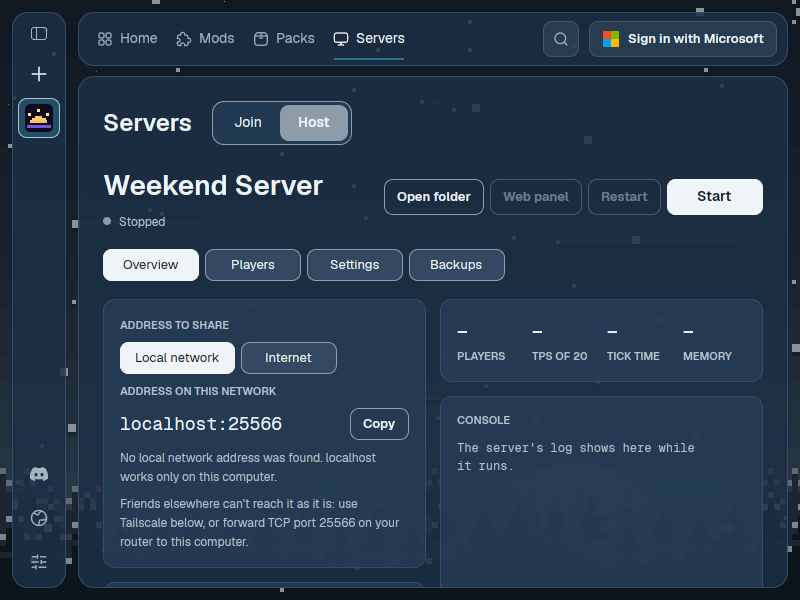 Home
Mods
Packs
Servers
Sign in with Microsoft
Servers
Join
Host
Weekend Server
Stopped
Open folder
Web panel
Restart
Start
Overview
Players
Settings
Backups
ADDRESS TO SHARE
Local network
Internet
ADDRESS ON THIS NETWORK
localhost:25566
Copy
No local network address was found. localhost
works only on this computer.
Friends elsewhere can't reach it as it is: use
Tailscale below, or forward TCP port 25566 on your
router to this computer.
– – – –
PLAYERS
TPS OF 20
TICK TIME
MEMORY
CONSOLE
The server's log shows here while
it runs.